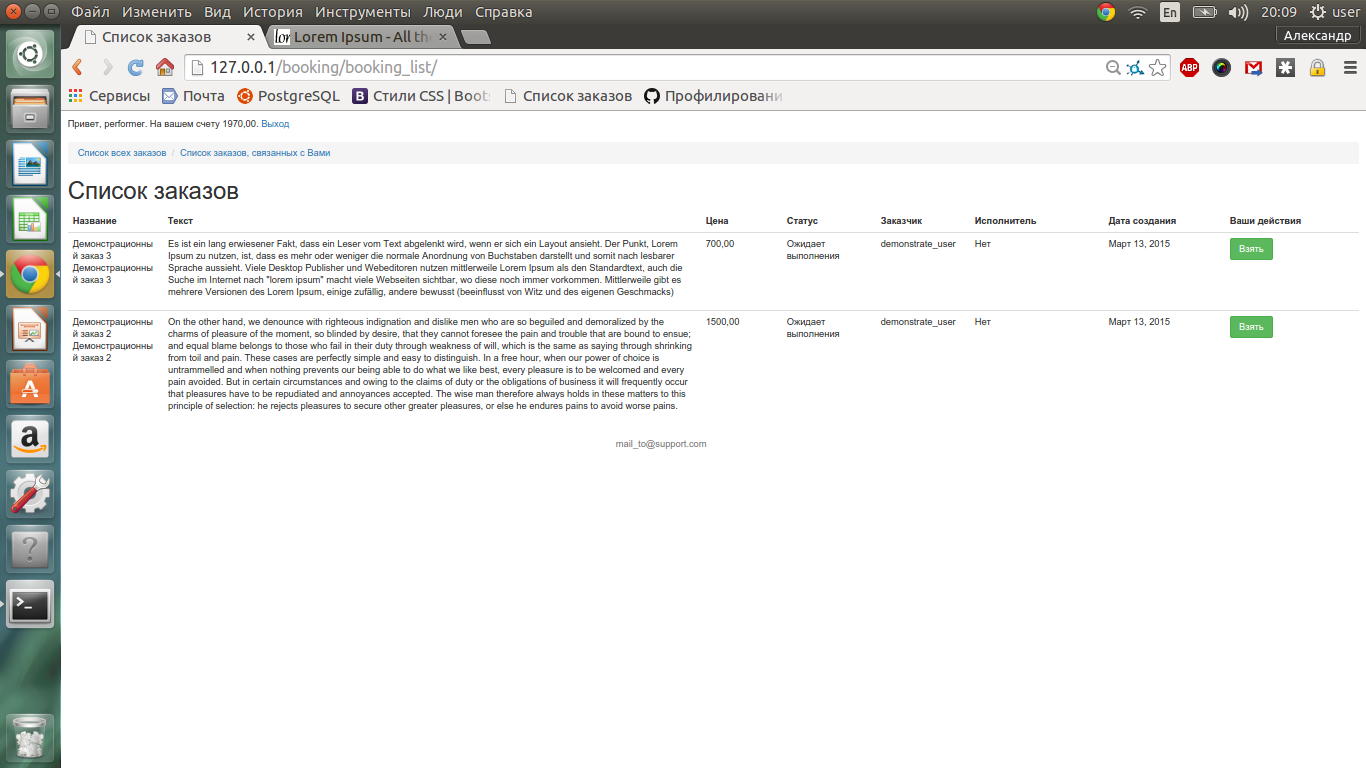 Файл Изменить Вид История Инструменты Люди Справка
En 20:09 user
Список заказов × Lorem Ipsum - All the × Александр
127.0.0.1/booking/booking_list/ ABP
Сервисы Почта PostgreSQL B Стили CSS | Boots Список заказов Профилировани
Привет, performer. На вашем счету 1970,00. Выход
Список всех заказов / Список заказов, связанных с Вами
Список заказов
Название Текст Цена Статус Заказчик Исполнитель Дата создания Ваши действия
Демонстрационны
й заказ 3
Демонстрационны
й заказ 3
Es ist ein lang erwiesener Fakt, dass ein Leser vom Text abgelenkt wird, wenn er sich ein Layout ansieht. Der Punkt, Lorem
Ipsum zu nutzen, ist, dass es mehr oder weniger die normale Anordnung von Buchstaben darstellt und somit nach lesbarer
Sprache aussieht. Viele Desktop Publisher und Webeditoren nutzen mittlerweile Lorem Ipsum als den Standardtext, auch die
Suche im Internet nach "lorem ipsum" macht viele Webseiten sichtbar, wo diese noch immer vorkommen. Mittlerweile gibt es
mehrere Versionen des Lorem Ipsum, einige zufällig, andere bewusst (beeinflusst von Witz und des eigenen Geschmacks)
700,00
Ожидает
выполнения
demonstrate_user
Нет
Март 13, 2015
Взять
Демонстрационны
й заказ 2
Демонстрационны
й заказ 2
On the other hand, we denounce with righteous indignation and dislike men who are so beguiled and demoralized by the
charms of pleasure of the moment, so blinded by desire, that they cannot foresee the pain and trouble that are bound to ensue;
and equal blame belongs to those who fail in their duty through weakness of will, which is the same as saying through shrinking
from toil and pain. These cases are perfectly simple and easy to distinguish. In a free hour, when our power of choice is
untrammelled and when nothing prevents our being able to do what we like best, every pleasure is to be welcomed and every
pain avoided. But in certain circumstances and owing to the claims of duty or the obligations of business it will frequently occur
that pleasures have to be repudiated and annoyances accepted. The wise man therefore always holds in these matters to this
principle of selection: he rejects pleasures to secure other greater pleasures, or else he endures pains to avoid worse pains.
1500,00
Ожидает
выполнения
demonstrate_user
Нет
Март 13, 2015
Взять
mail_to@support.com